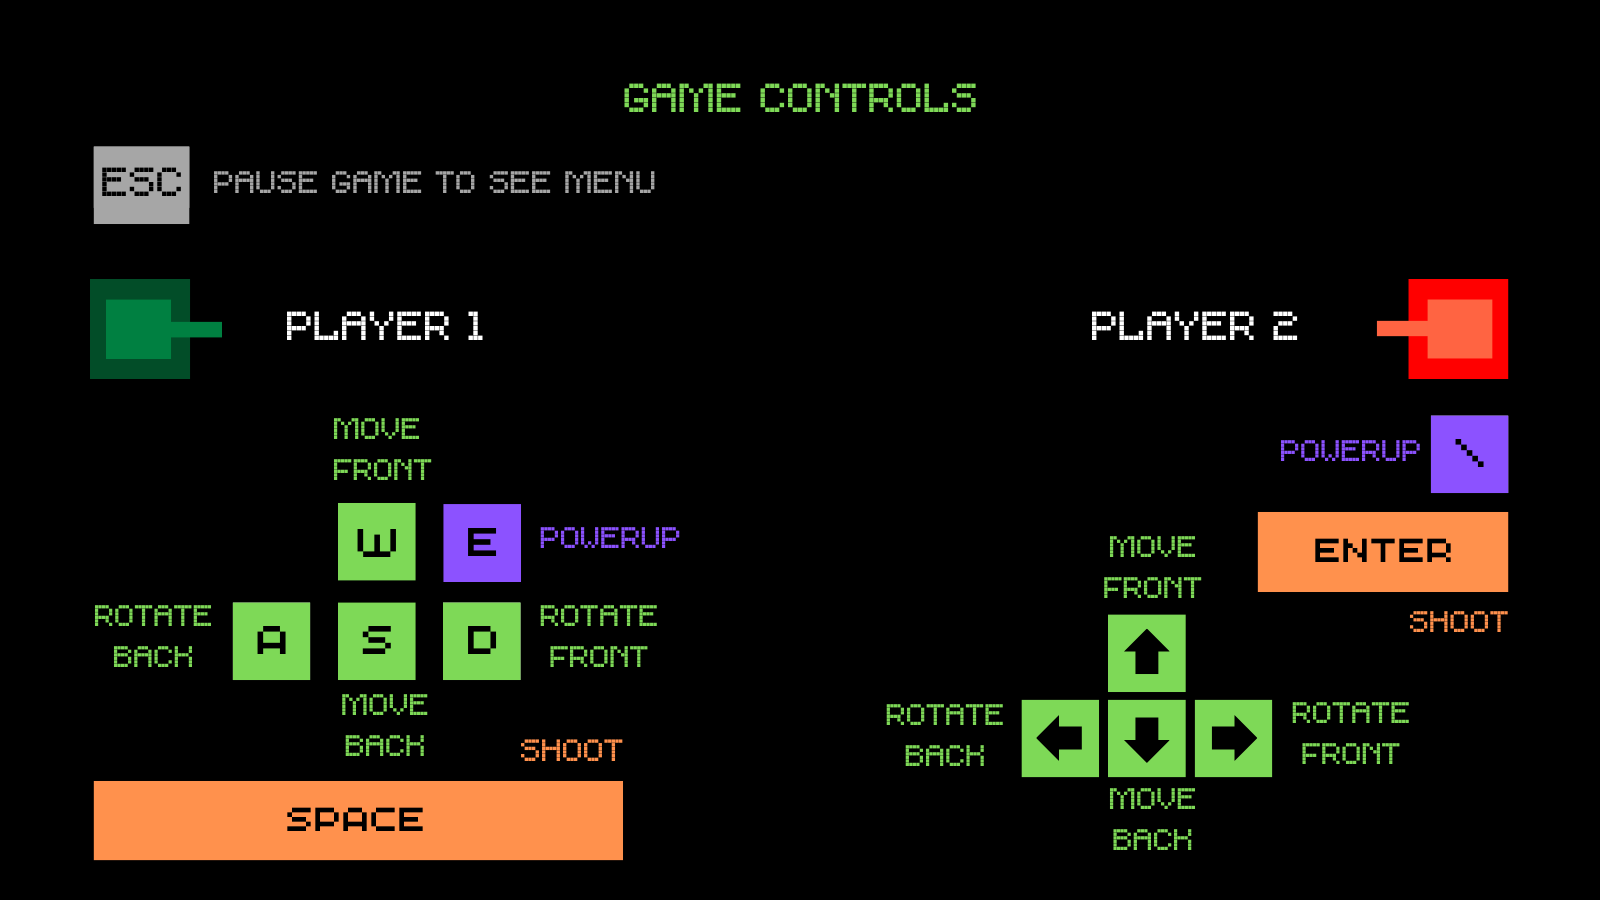 GAME CONTROLS
ESC PAUSE GAME TO SEE MENU
PLAYER 1
MOVE
FRONT
W E POWERUP
ROTATE
BACK
A S D
ROTATE
FRONT
MOVE
BACK
SHOOT
SPACE
PLAYER 2
POWERUP \
ENTER
SHOOT
MOVE
FRONT
ROTATE
BACK
ROTATE
FRONT
MOVE
BACK